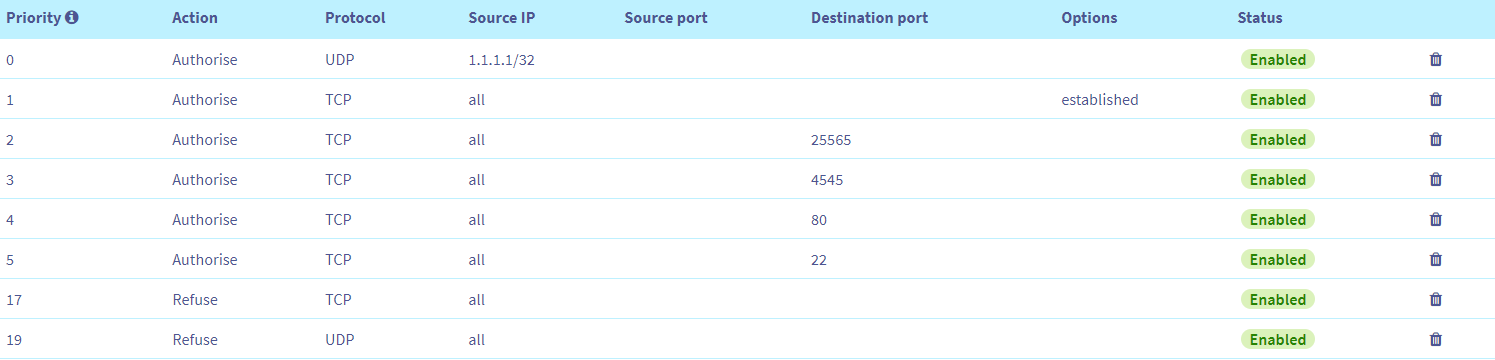 Priority Action Protocol Source IP Source port Destination port Options Status
0 Authorise UDP 1.1.1.1/32 Enabled
1 Authorise TCP all established Enabled
2 Authorise TCP all 25565 Enabled
3 Authorise TCP all 4545 Enabled
4 Authorise TCP all 80 Enabled
5 Authorise TCP all 22 Enabled
17 Refuse TCP all Enabled
19 Refuse UDP all Enabled